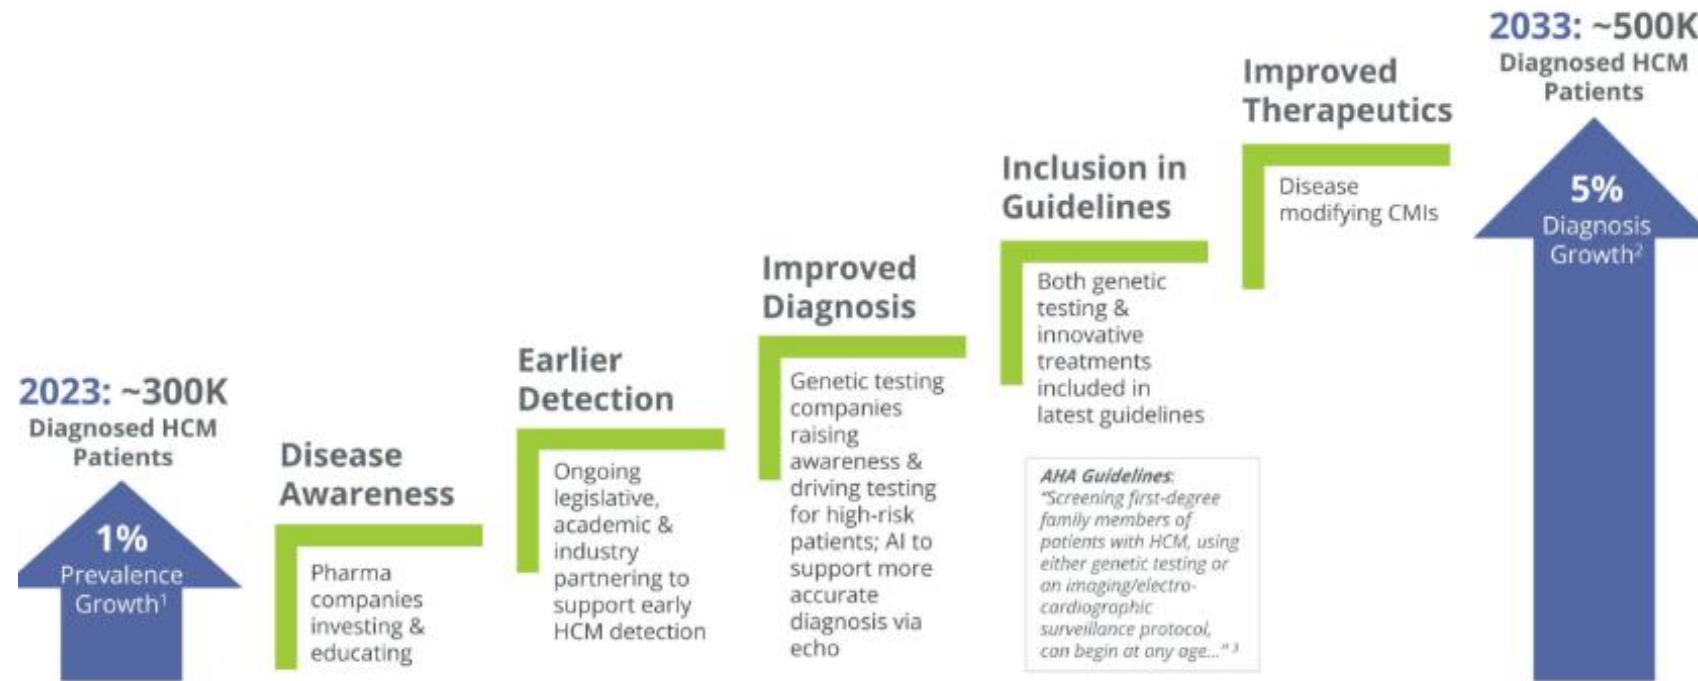 2023: ~300K
Diagnosed HCM
Patients
1%
Prevalence
Growth¹
Disease
Awareness
Pharma
companies
investing &
educating
Earlier
Detection
Ongoing
legislative,
academic &
industry
partnering to
support early
HCM detection
Improved
Diagnosis
Genetic testing
companies
raising
awareness &
driving testing
for high-risk
patients; AI to
support more
accurate
diagnosis via
echo
Inclusion in
Guidelines
Both genetic
testing &
innovative
treatments
included in
latest guidelines
AHA Guidelines:
"Screening first-degree
family members of
patients with HCM, using
either genetic testing or
an imaging/electro-
cardiographic
surveillance protocol,
can begin at any age..." ³
Improved
Therapeutics
Disease
modifying CMIs
2033: ~500K
Diagnosed HCM
Patients
5%
Diagnosis
Growth²